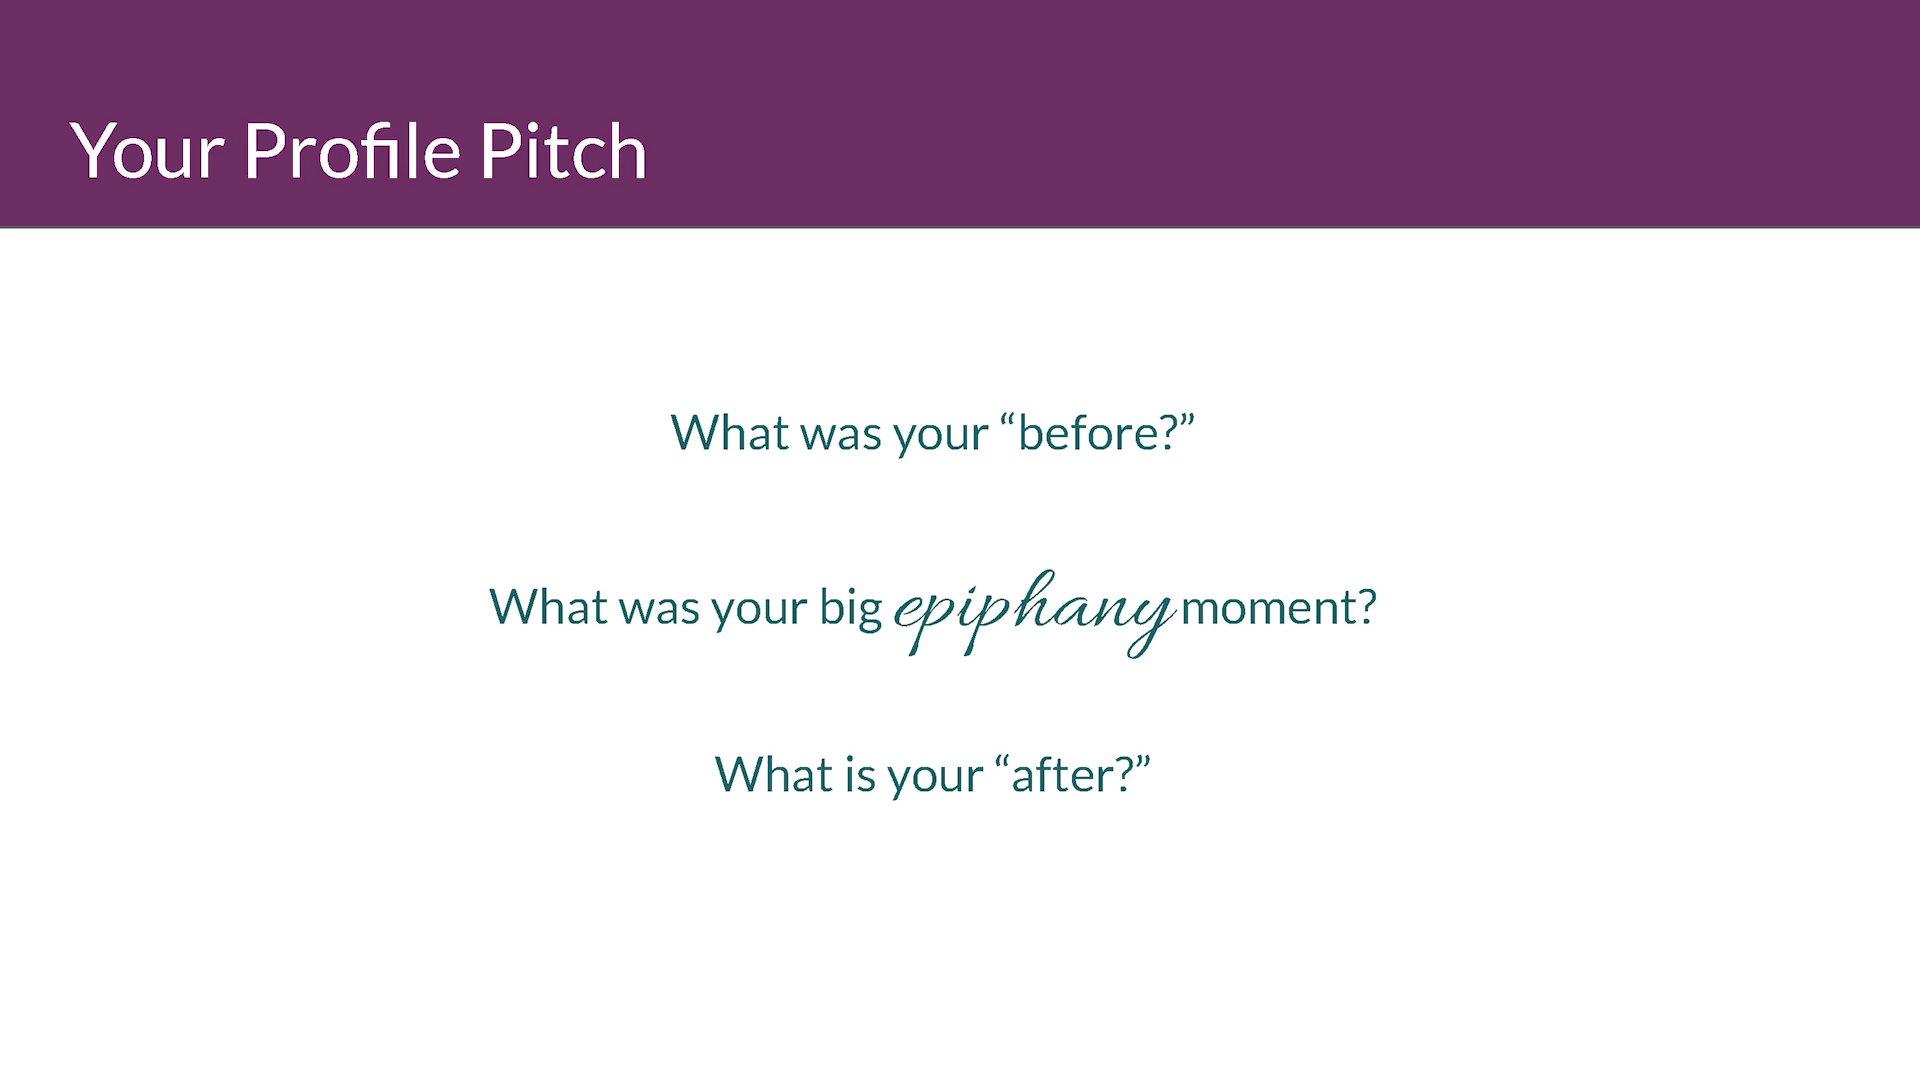 Your Profile Pitch
What was your “before?”
What was your big epiphany moment?
What is your “after?”